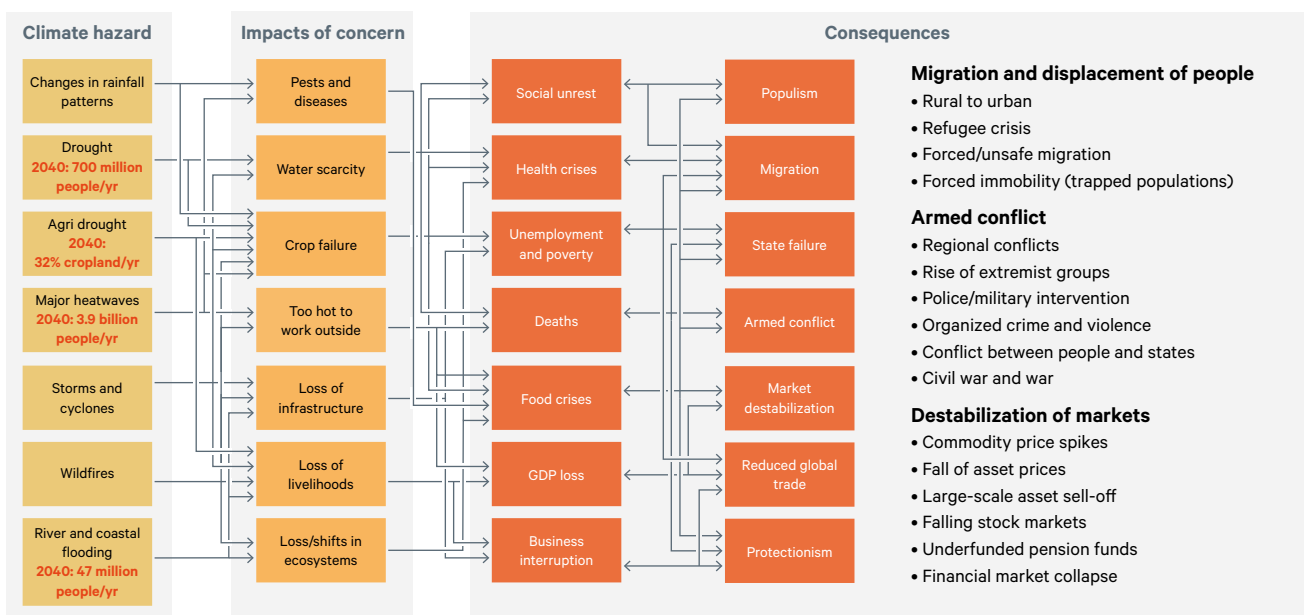 Climate hazard
Impacts of concern
Consequences
Changes in rainfall
patterns
Drought
2040: 700 million
people/yr
Agri drought
2040:
32% cropland/yr
Major heatwaves
2040: 3.9 billion
people/yr
Storms and
cyclones
Wildfires
River and coastal
flooding
2040: 47 million
people/yr
Pests and
diseases
Water scarcity
Crop failure
Too hot to
work outside
Loss of
infrastructure
Loss of
livelihoods
Loss/shifts in
ecosystems
Social unrest
Health crises
Unemployment
and poverty
Deaths
Food crises
GDP loss
Business
interruption
Populism
Migration
State failure
Armed conflict
Market
destabilization
Reduced global
trade
Protectionism
Migration and displacement of people
• Rural to urban
• Refugee crisis
• Forced/unsafe migration
• Forced immobility (trapped populations)
Armed conflict
• Regional conflicts
• Rise of extremist groups
• Police/military intervention
• Organized crime and violence
• Conflict between people and states
• Civil war and war
Destabilization of markets
• Commodity price spikes
• Fall of asset prices
• Large-scale asset sell-off
• Falling stock markets
• Underfunded pension funds
• Financial market collapse